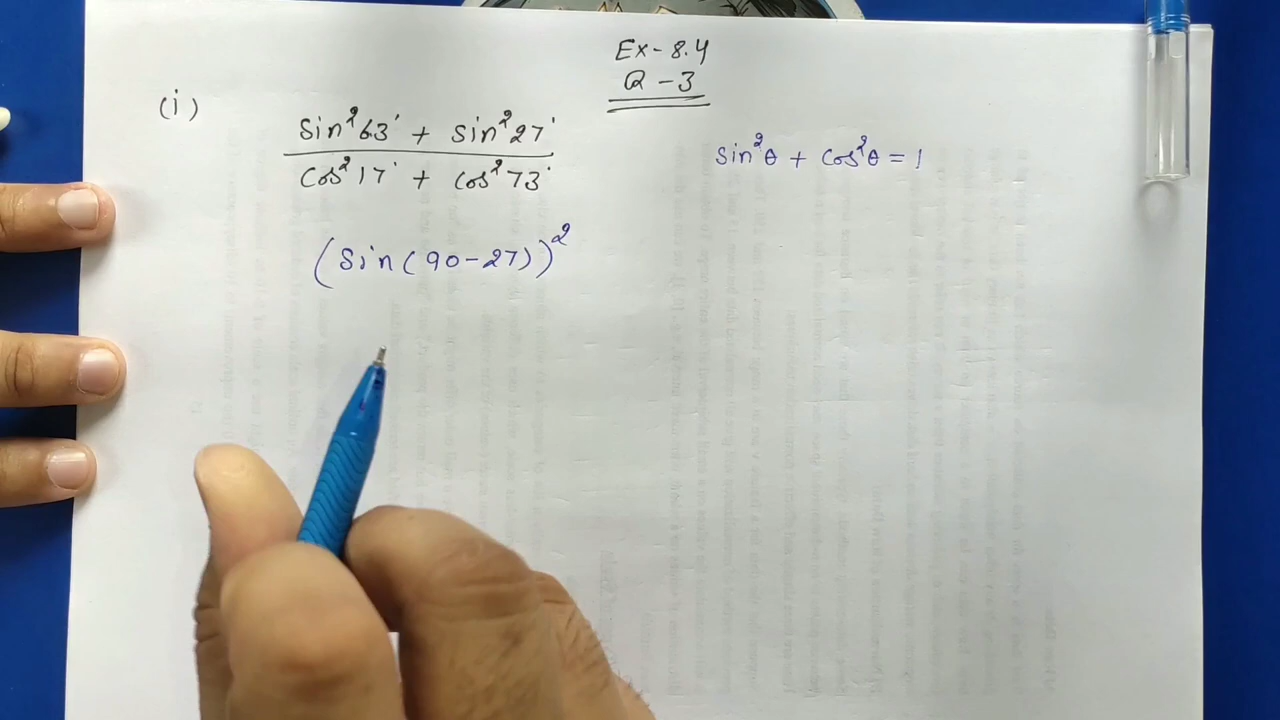 Ex-8.4
Q-3
(i)
sin²63° + sin²27°
cos²17° + cos²73°
sin²θ + cos²θ = 1
(sin(90-27))²